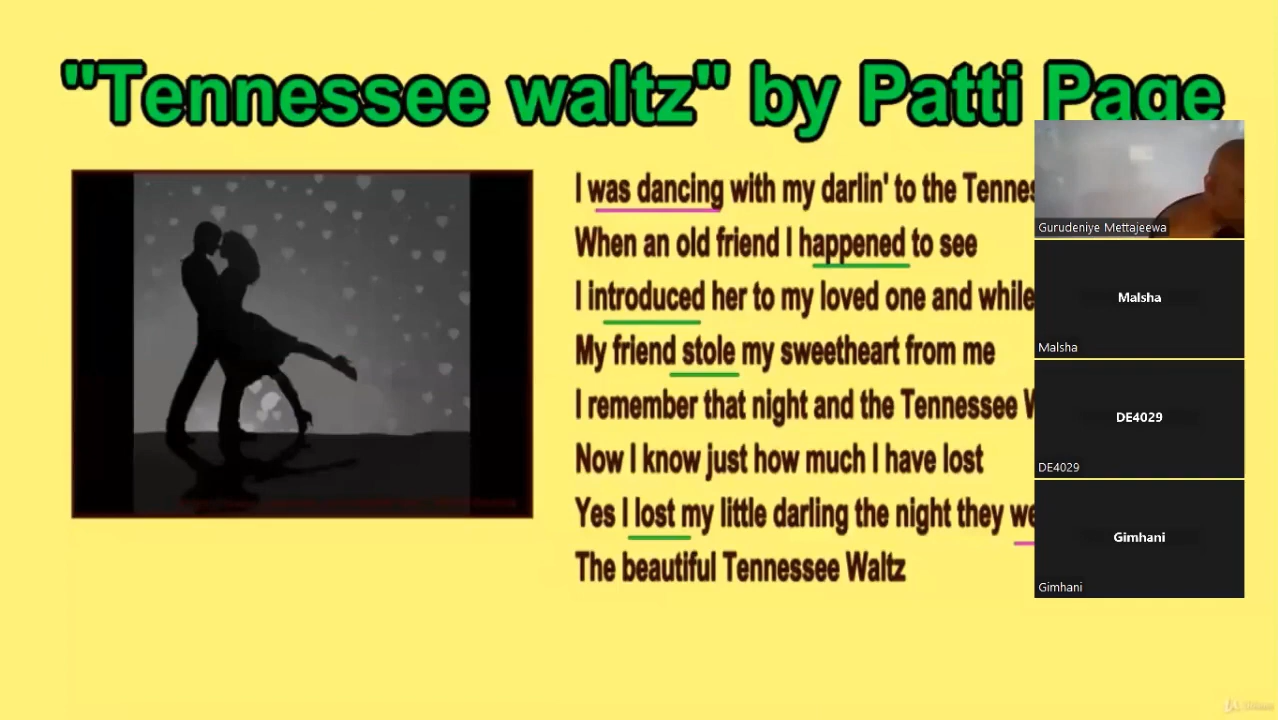 "Tennessee waltz" by Patti Page
I was dancing with my darlin' to the
When an old friend I happened to see
I introduced her to my loved one and while
My friend stole my sweetheart from me
I remember that night and the Tennessee
Now I know just how much I have lost
Yes I lost my little darling the night they
The beautiful Tennessee Waltz
Gurudeniye Mettajeewa
Malsha
Malsha
DE4029
DE4029
Gimhani
Gimhani